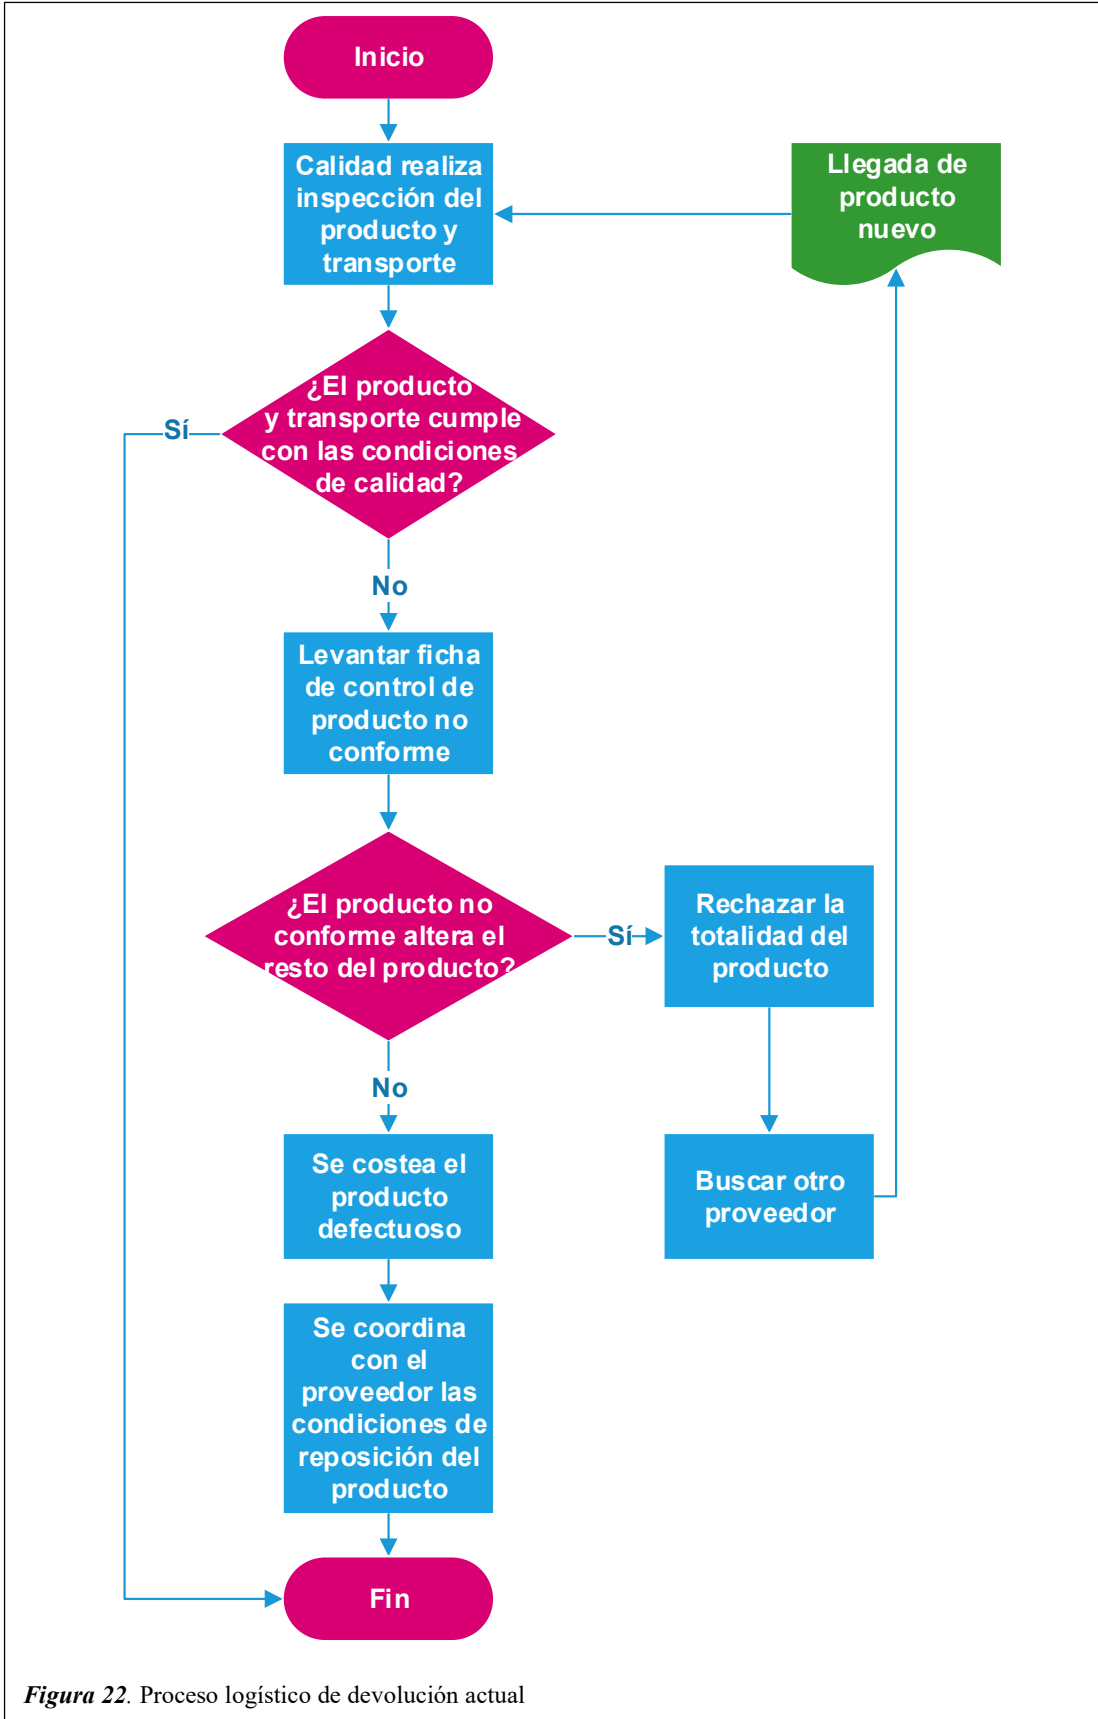 Inicio
Calidad realiza
inspección del
producto y
transporte
Llegada de
producto
nuevo
¿El producto
y transporte cumple
con las condiciones
de calidad?
Sí
No
Levantar ficha
de control de
producto no
conforme
¿El producto no
conforme altera el
resto del producto?
Sí
Rechazar la
totalidad del
producto
No
Se costea el
producto
defectuoso
Buscar otro
proveedor
Se coordina
con el
proveedor las
condiciones de
reposición del
producto
Fin
Figura 22. Proceso logístico de devolución actual